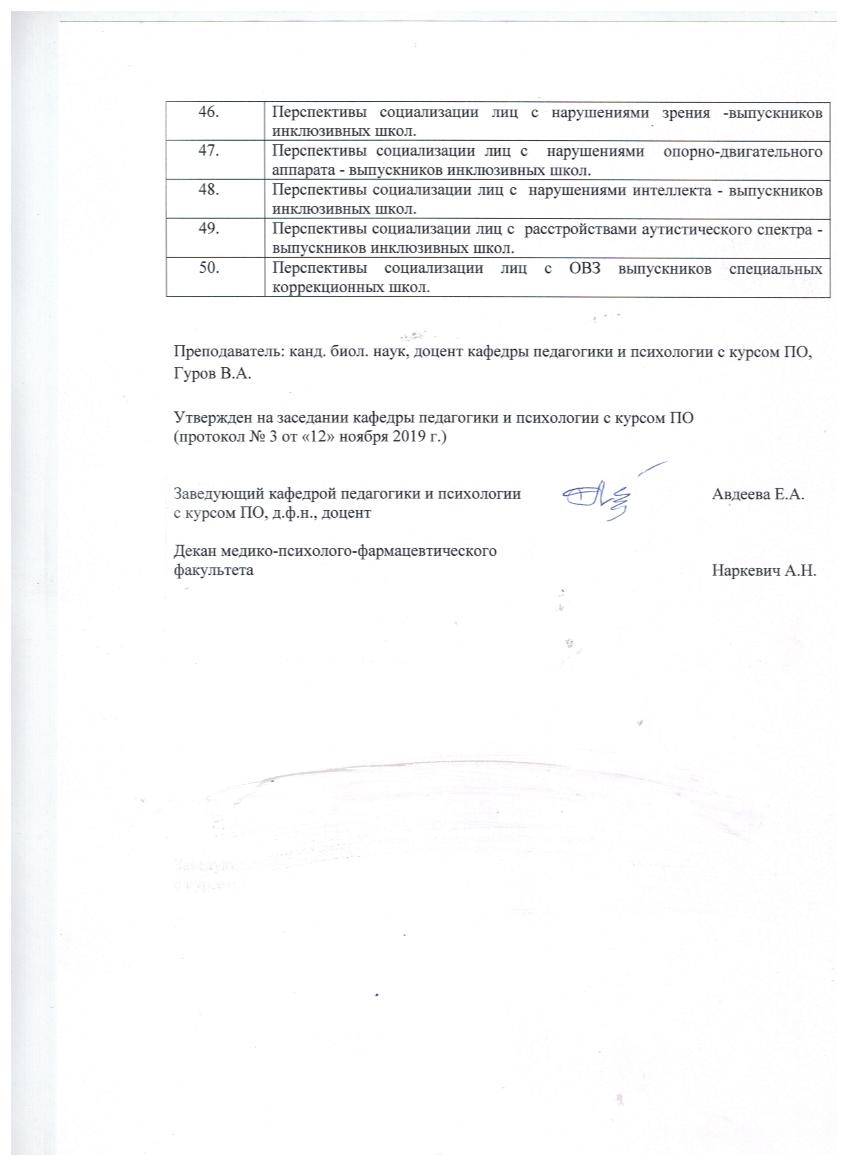 46. Перспективы социализации лиц с нарушениями зрения -выпускников
инклюзивных школ.
47. Перспективы социализации лиц с нарушениями опорно-двигательного
аппарата - выпускников инклюзивных школ.
48. Перспективы социализации лиц с нарушениями интеллекта - выпускников
инклюзивных школ.
49. Перспективы социализации лиц с расстройствами аутистического спектра -
выпускников инклюзивных школ.
50. Перспективы социализации лиц с ОВЗ выпускников специальных
коррекционных школ.
Преподаватель: канд. биол. наук, доцент кафедры педагогики и психологии с курсом ПО,
Гуров В.А.
Утвержден на заседании кафедры педагогики и психологии с курсом ПО
(протокол № 3 от «12» ноября 2019 г.)
Заведующий кафедрой педагогики и психологии Авдеева Е.А.
с курсом ПО, д.ф.н., доцент
Декан медико-психолого-фармацевтического
факультета Наркевич А.Н.